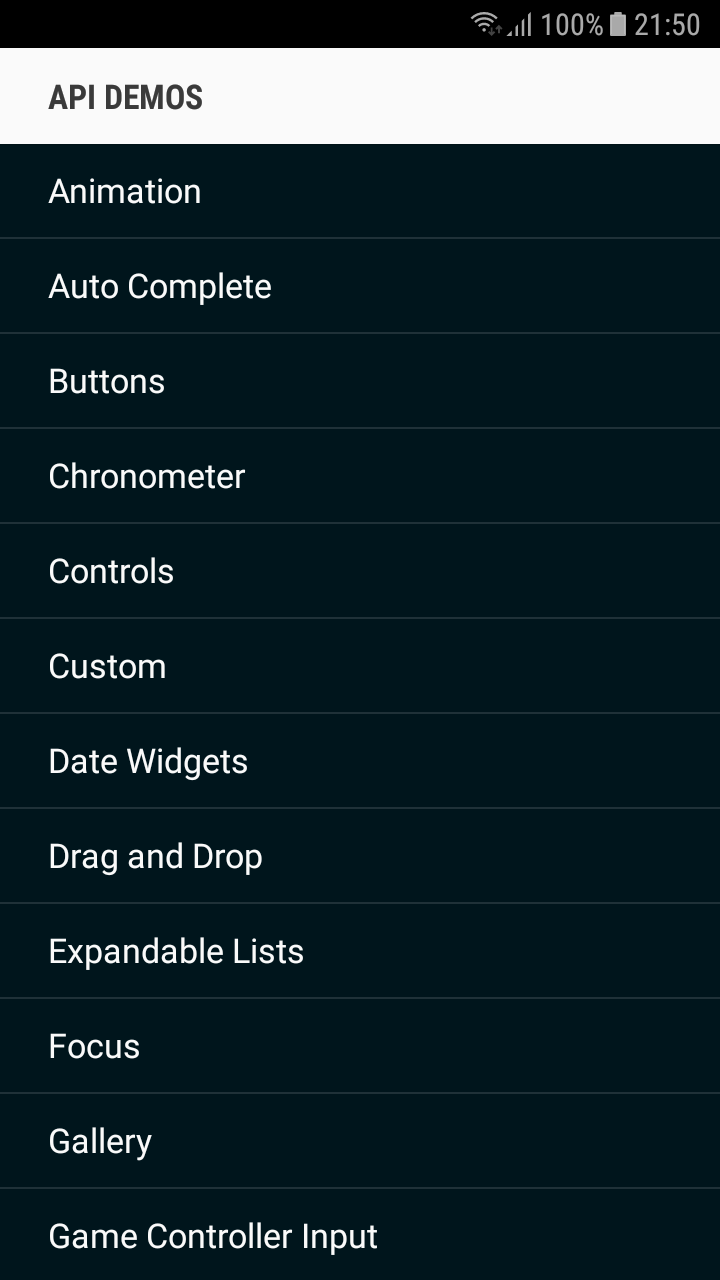 100% 21:50
API DEMOS
Animation
Auto Complete
Buttons
Chronometer
Controls
Custom
Date Widgets
Drag and Drop
Expandable Lists
Focus
Gallery
Game Controller Input